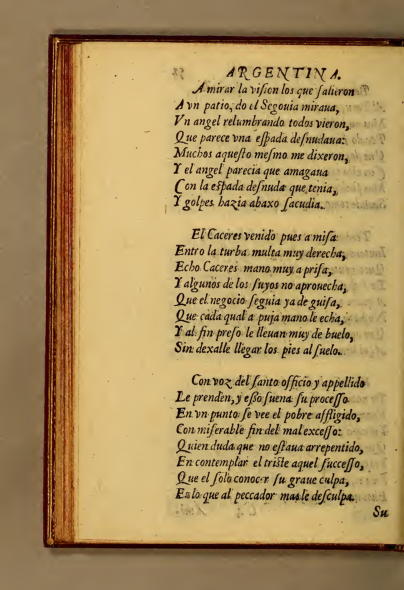 ARGENTINA.
A mirar la viſion los que ſalieron
A vn patio, do el Segouia miraua,
Vn angel relumbrando todos vieron,
Que parece vna eſpada deſnudaua:
Muchos aqueſto meſmo me dixeron,
Y el angel parecia que amagaua
Con la eſpada deſnuda que tenia,
Y golpes hazia abaxo ſacudia.
El Caceres venido pues a miſa
Entro la turba multa muy derecha,
Echo Caceres mano muy a priſa,
Y algunos de los ſuyos no aprouecha,
Que el negocio ſeguia ya de guiſa,
Que cada qual a puja mano le echa,
Y al fin preſo le lleuan muy de buelo,
Sin dexalle llegar los pies al ſuelo.
Con voz del ſanto officio y appellido
Le prenden, y eſſo ſuena ſu proceſſo
En vn punto ſe vee el pobre affligido,
Con miſerable fin del mal exceſſo:
Quien duda que no eſtaua arrepentido,
En contemplar el triſte aquel ſucceſſo,
Que el ſolo conocer ſu graue culpa,
Es lo que al peccador mas le deſculpa.
Su